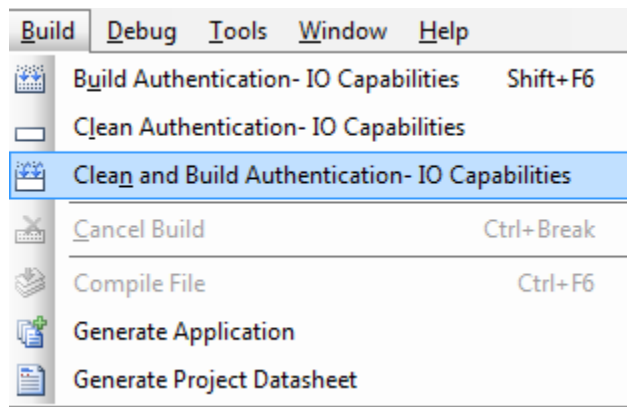 Build Debug Tools Window Help
Build Authentication- IO Capabilities Shift+F6
Clean Authentication- IO Capabilities
Clean and Build Authentication- IO Capabilities
Cancel Build Ctrl+Break
Compile File Ctrl+F6
Generate Application
Generate Project Datasheet